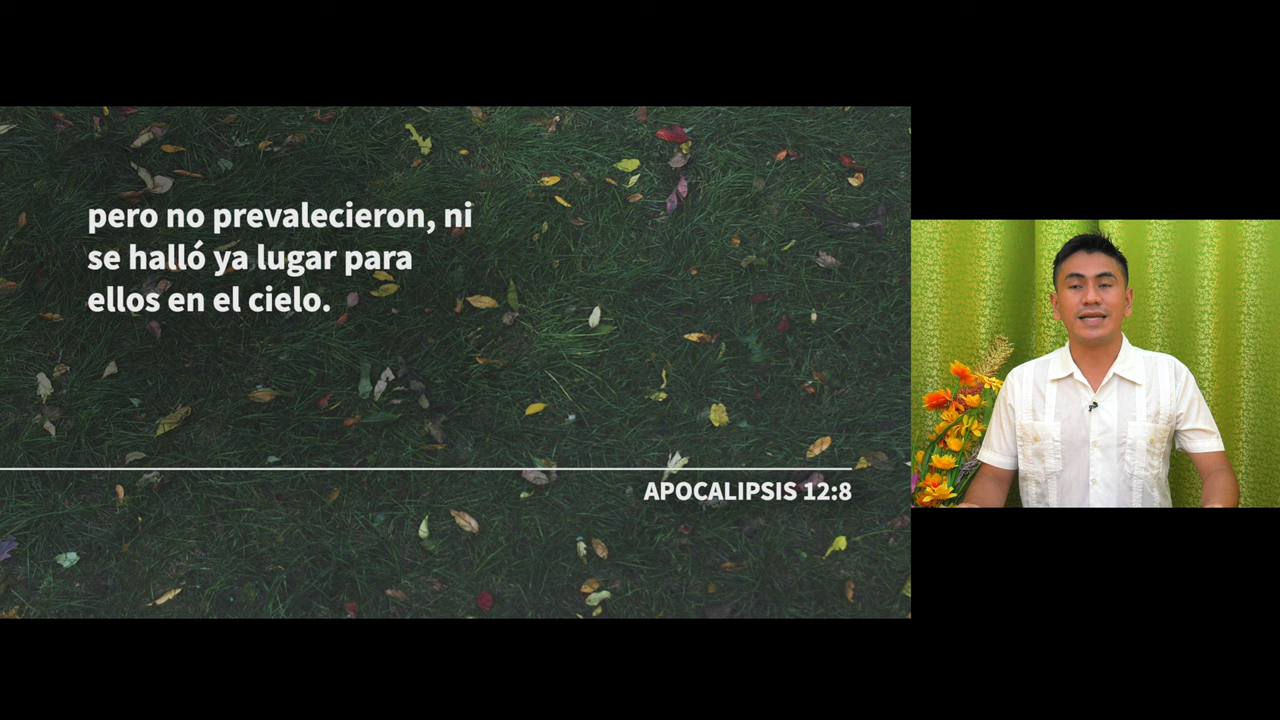 pero no prevalecieron, ni
se halló ya lugar para
ellos en el cielo.
APOCALIPSIS 12:8